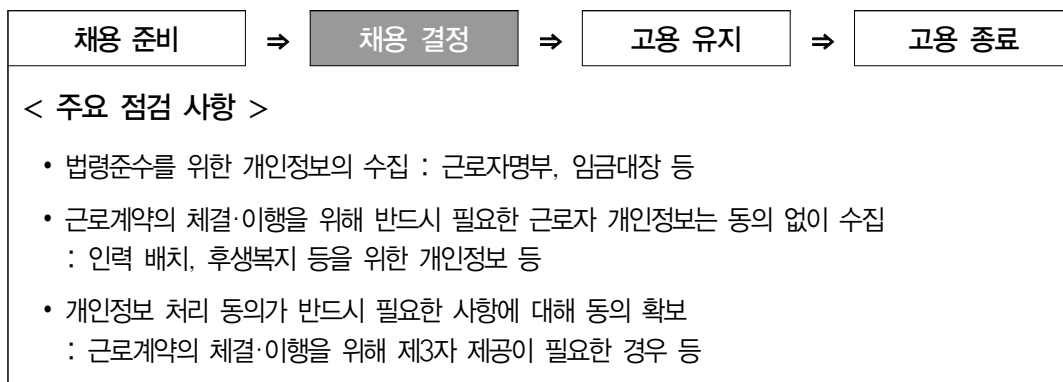 채용 준비 ⇒ 채용 결정 ⇒ 고용 유지 ⇒ 고용 종료
< 주요 점검 사항 >
• 법령준수를 위한 개인정보의 수집 : 근로자명부, 임금대장 등
• 근로계약의 체결·이행을 위해 반드시 필요한 근로자 개인정보는 동의 없이 수집
: 인력 배치, 후생복지 등을 위한 개인정보 등
• 개인정보 처리 동의가 반드시 필요한 사항에 대해 동의 확보
: 근로계약의 체결·이행을 위해 제3자 제공이 필요한 경우 등